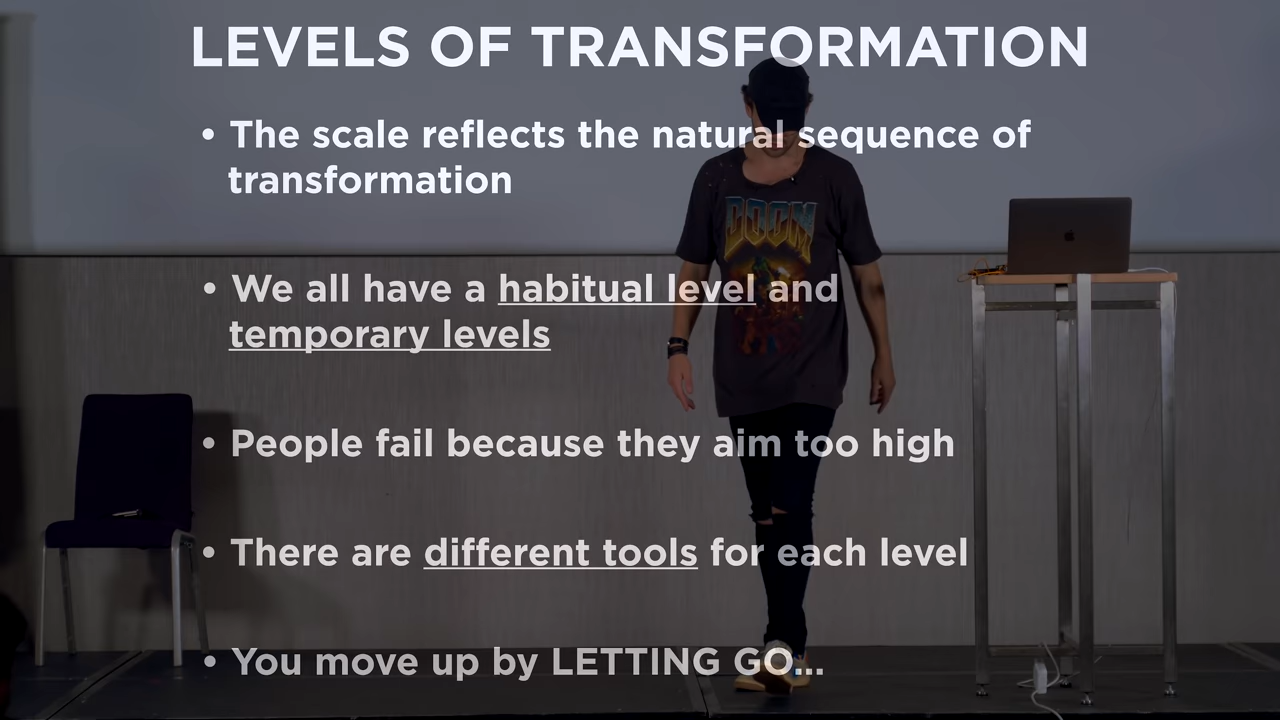 LEVELS OF TRANSFORMATION
• The scale reflects the natural sequence of
transformation
• We all have a habitual level and
temporary levels
• People fail because they aim too high
• There are different tools for each level
• You move up by LETTING GO...
DOOM